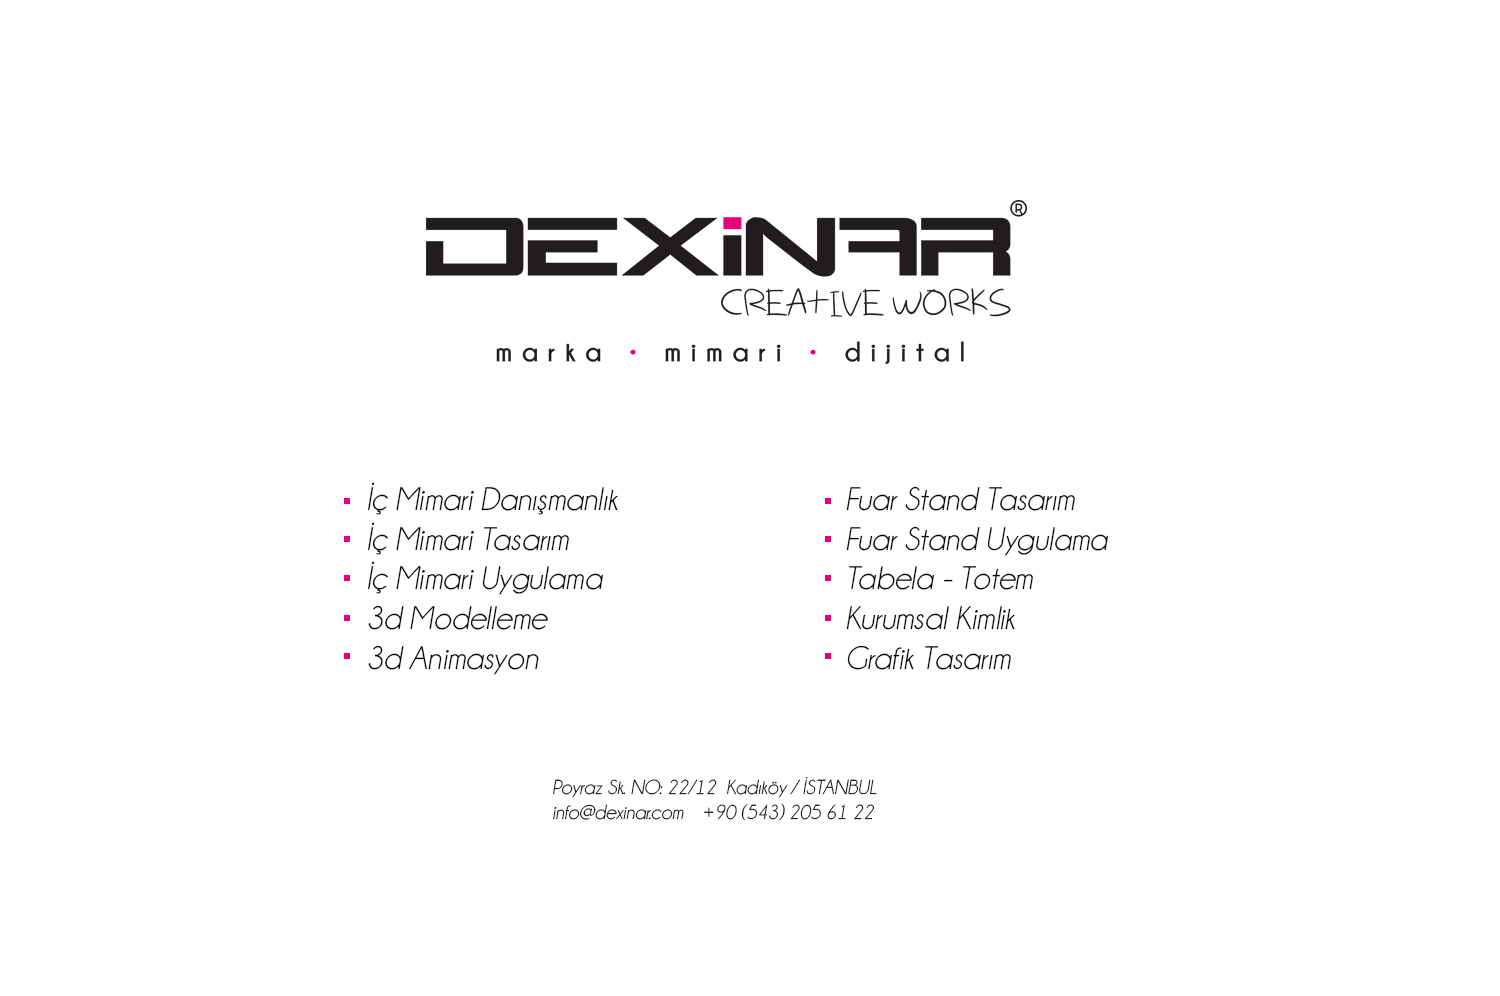 DEXiNAR®
CREATIVE WORKS
marka • mimari • dijital
İç Mimari Danışmanlık
İç Mimari Tasarım
İç Mimari Uygulama
3d Modelleme
3d Animasyon
Fuar Stand Tasarım
Fuar Stand Uygulama
Tabela - Totem
Kurumsal Kimlik
Grafik Tasarım
Poyraz Sk. NO: 22/12 Kadıköy / İSTANBUL
info@dexinar.com +90 (543) 205 61 22